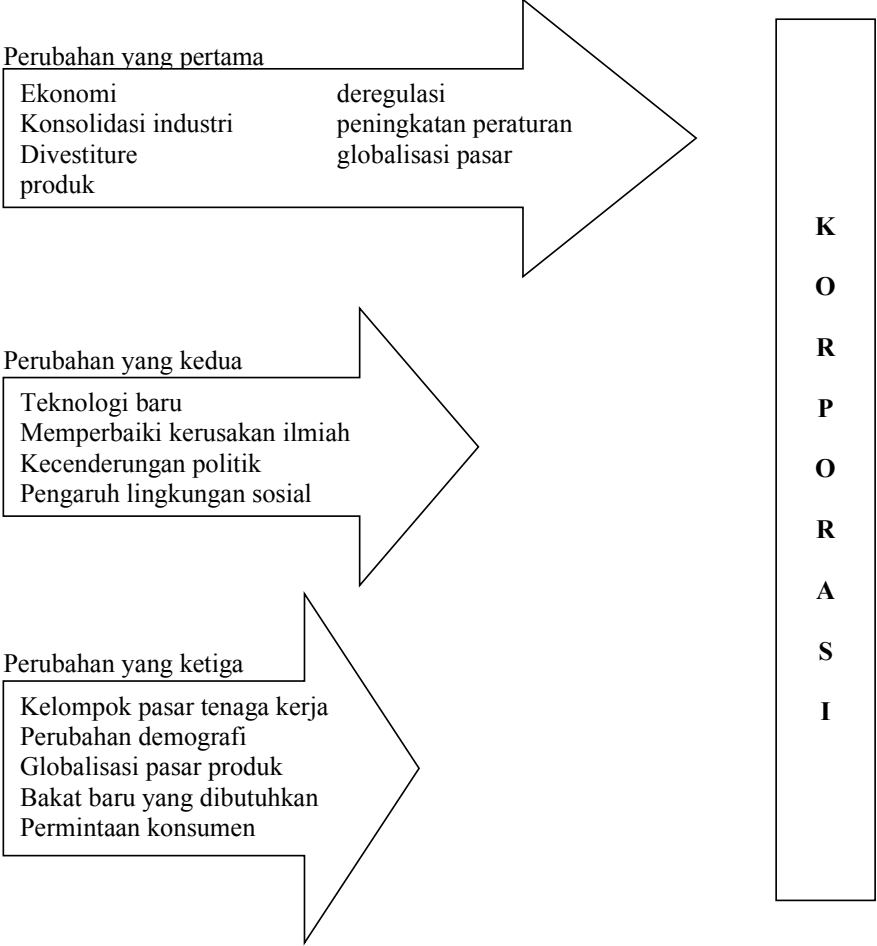 Perubahan yang pertama
Ekonomi deregulasi
Konsolidasi industri peningkatan peraturan
Divestiture globalisasi pasar
produk
Perubahan yang kedua
Teknologi baru
Memperbaiki kerusakan ilmiah
Kecenderungan politik
Pengaruh lingkungan sosial
Perubahan yang ketiga
Kelompok pasar tenaga kerja
Perubahan demografi
Globalisasi pasar produk
Bakat baru yang dibutuhkan
Permintaan konsumen
K
O
R
P
O
R
A
S
I